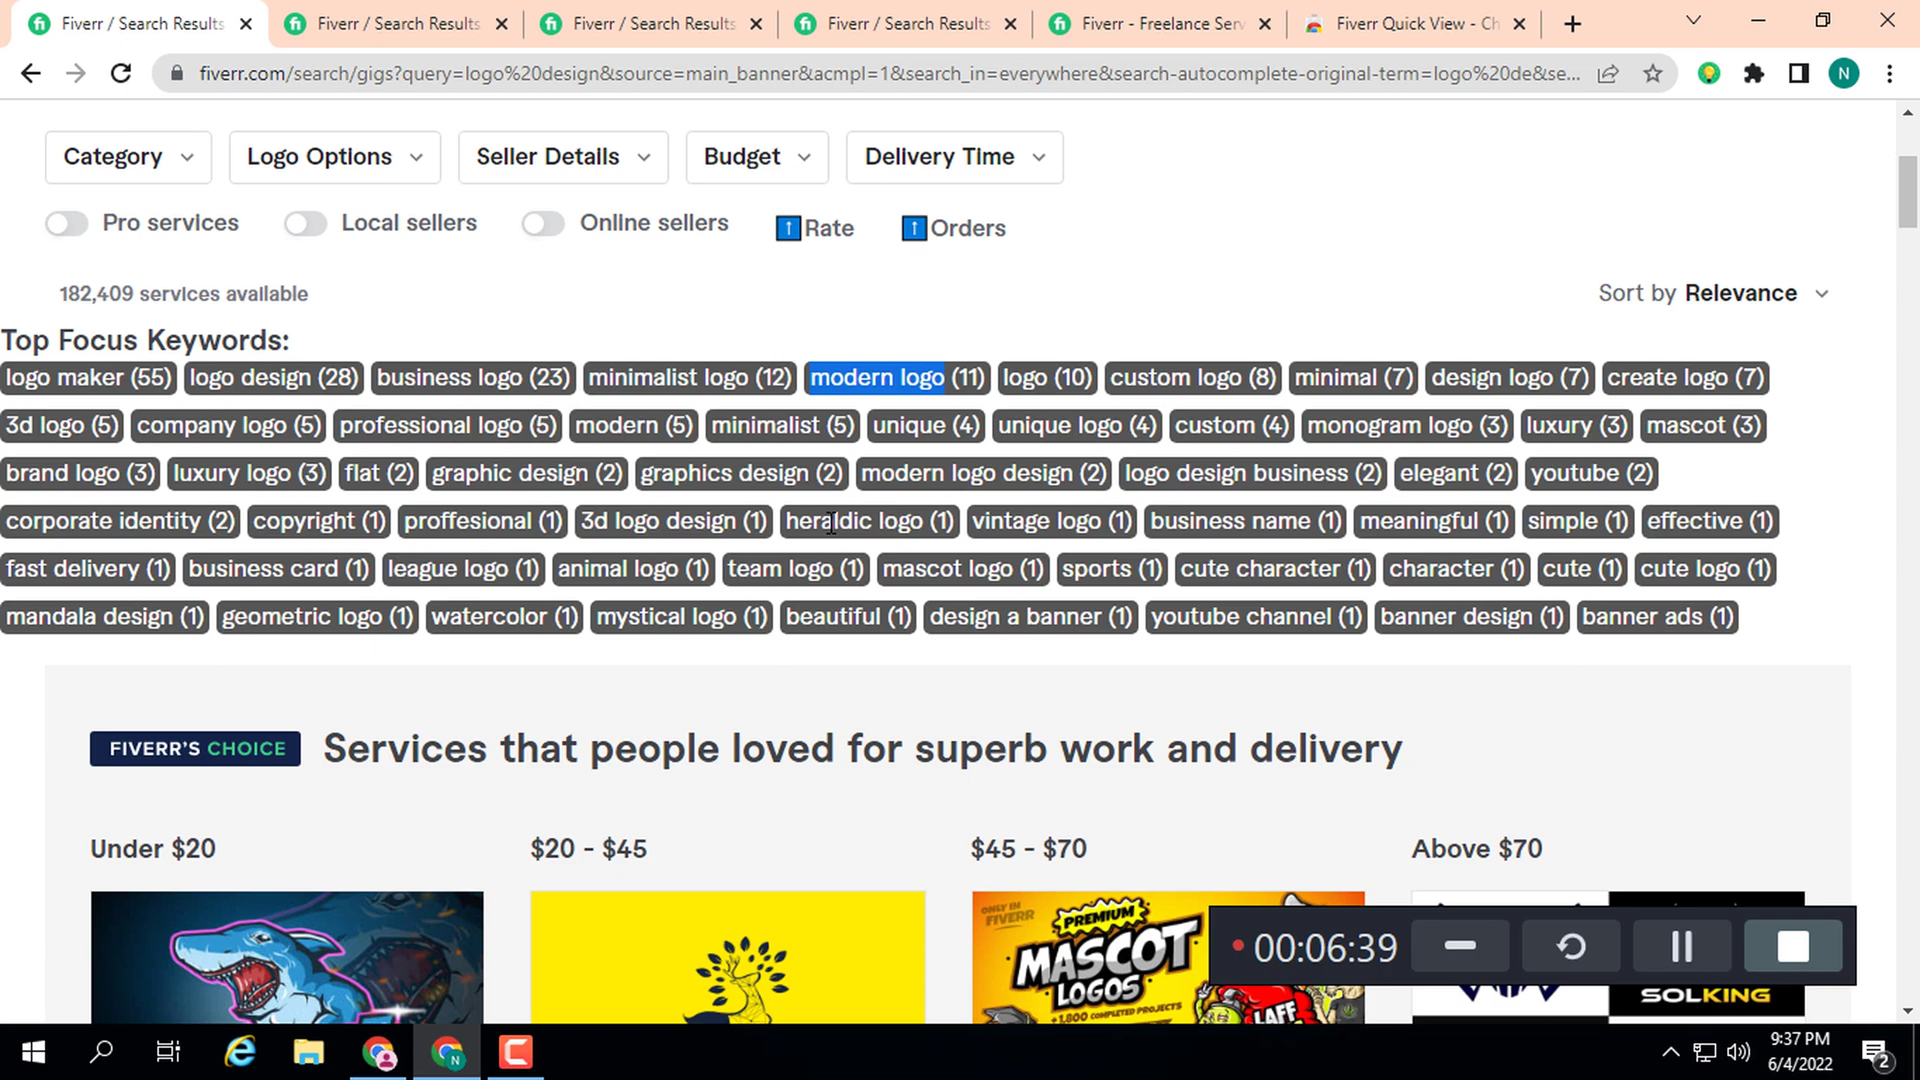 Fiverr / Search Results
Fiverr / Search Results
Fiverr / Search Results
Fiverr / Search Results
Fiverr - Freelance Serv
Fiverr Quick View - Ch
fiverr.com/search/gigs?query=logo%20design&source=main_banner&acmpl=1&search_in=everywhere&search-autocomplete-original-term=logo%20de&se...
N
Category
Logo Options
Seller Details
Budget
Delivery Time
Pro services
Local sellers
Online sellers
↑ Rate
↑ Orders
182,409 services available
Sort by Relevance
Top Focus Keywords:
logo maker (55) logo design (28) business logo (23) minimalist logo (12) modern logo (11) logo (10) custom logo (8) minimal (7) design logo (7) create logo (7)
3d logo (5) company logo (5) professional logo (5) modern (5) minimalist (5) unique (4) unique logo (4) custom (4) monogram logo (3) luxury (3) mascot (3)
brand logo (3) luxury logo (3) flat (2) graphic design (2) graphics design (2) modern logo design (2) logo design business (2) elegant (2) youtube (2)
corporate identity (2) copyright (1) proffesional (1) 3d logo design (1) heraldic logo (1) vintage logo (1) business name (1) meaningful (1) simple (1) effective (1)
fast delivery (1) business card (1) league logo (1) animal logo (1) team logo (1) mascot logo (1) sports (1) cute character (1) character (1) cute (1) cute logo (1)
mandala design (1) geometric logo (1) watercolor (1) mystical logo (1) beautiful (1) design a banner (1) youtube channel (1) banner design (1) banner ads (1)
FIVERR'S CHOICE
Services that people loved for superb work and delivery
Under $20
$20 - $45
$45 - $70
Above $70
ONLY IN
FIVERR
PREMIUM
MASCOT
LOGOS
+1,800 COMPLETED PROJECTS
LAFF
SOLKING
00:06:39
N
9:37 PM
6/4/2022
2